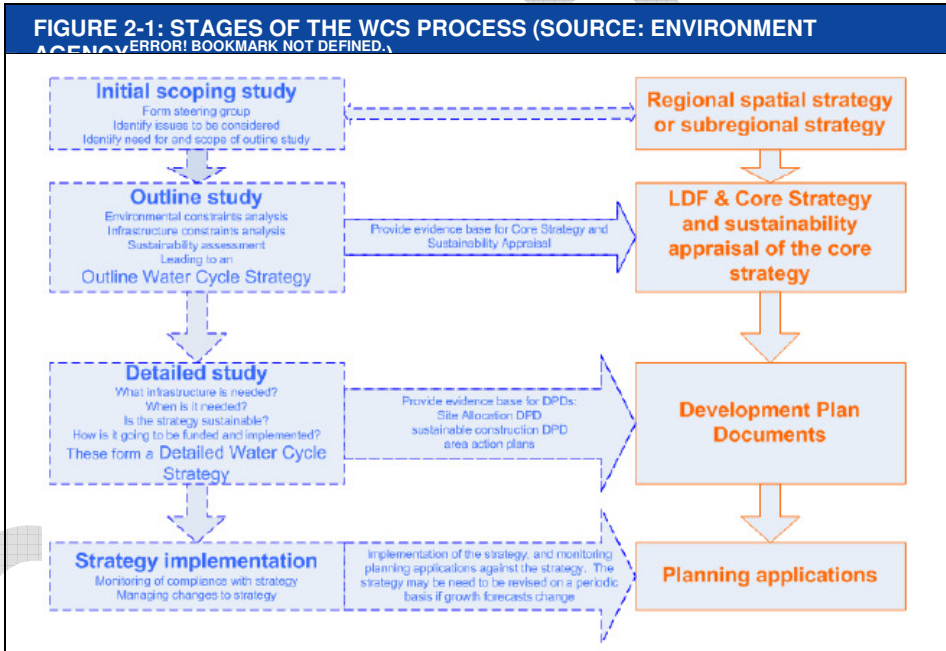 FIGURE 2-1: STAGES OF THE WCS PROCESS (SOURCE: ENVIRONMENT
AGENCYERROR! BOOKMARK NOT DEFINED.)
Initial scoping study
Form steering group
Identify issues to be considered
Identify need for and scope of outline study
Regional spatial strategy
or subregional strategy
Outline study
Environmental constraints analysis
Infrastructure constraints analysis
Sustainability assessment
Leading to an
Outline Water Cycle Strategy
Provide evidence base for Core Strategy and
Sustainability Appraisal
LDF & Core Strategy
and sustainability
appraisal of the core
strategy
Detailed study
What infrastructure is needed?
When is it needed?
Is the strategy sustainable?
How is it going to be funded and implemented?
These form a Detailed Water Cycle
Strategy
Provide evidence base for DPDs:
Site Allocation DPD
sustainable construction DPD
area action plans
Development Plan
Documents
Strategy implementation
Monitoring of compliance with strategy
Managing changes to strategy
Implementation of the strategy, and monitoring
planning applications against the strategy. The
strategy may be need to be revised on a periodic
basis if growth forecasts change
Planning applications